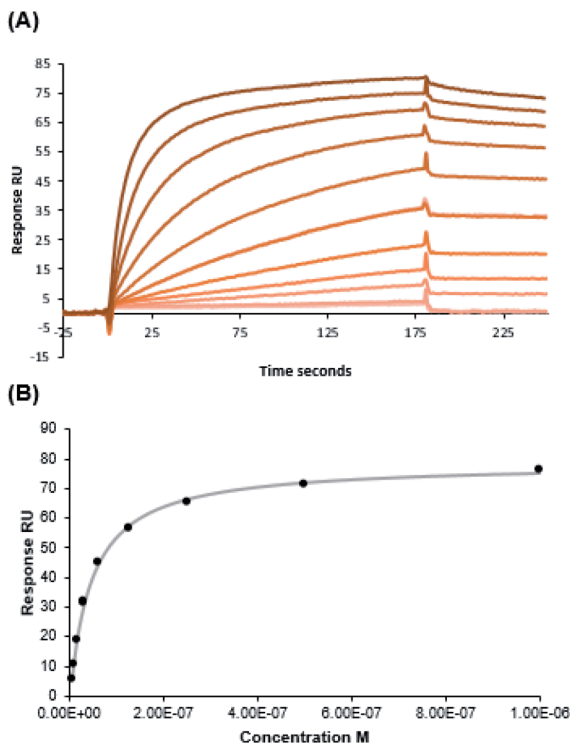 (A)
85
75
65
55
45
35
25
15
5
-5
-15
Response RU
-25 25 75 125 175 225
Time seconds
(B)
90
80
70
60
50
40
30
20
10
0
Response RU
0.00E+00 2.00E-07 4.00E-07 6.00E-07 8.00E-07 1.00E-06
Concentration M